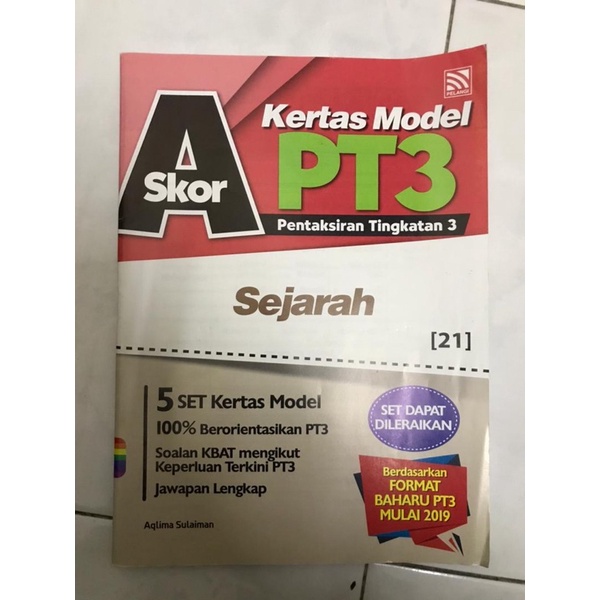 PELANGI
A
Skor
Kertas Model
PT3
Pentaksiran Tingkatan 3
Sejarah
[21]
5 SET Kertas Model
100% Berorientasikan PT3
Soalan KBAT mengikut
Keperluan Terkini PT3
Jawapan Lengkap
SET DAPAT
DILERAIKAN
Berdasarkan
FORMAT
BAHARU PT3
MULAI 2019
Aqlima Sulaiman